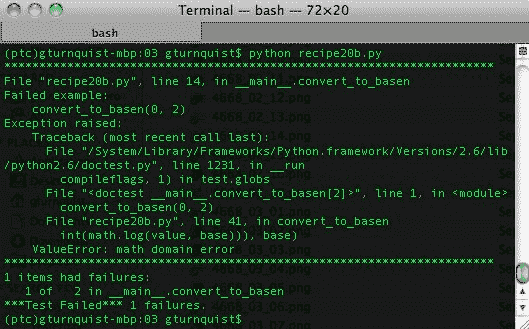 Terminal — bash — 72×20
bash
(ptc)gturnquist-mbp:03 gturnquist$ python recipe20b.py
**********************************************************************
File "recipe20b.py", line 14, in __main__.convert_to_basen
Failed example:
    convert_to_basen(0, 2)
Exception raised:
    Traceback (most recent call last):
      File "/System/Library/Frameworks/Python.framework/Versions/2.6/lib
/python2.6/doctest.py", line 1231, in __run
        compileflags, 1) in test.globs
      File "<doctest __main__.convert_to_basen[2]>", line 1, in <module>
        convert_to_basen(0, 2)
      File "recipe20b.py", line 41, in convert_to_basen
        int(math.log(value, base))), base)
    ValueError: math domain error
**********************************************************************
1 items had failures:
   1 of   2 in __main__.convert_to_basen
***Test Failed*** 1 failures.
(ptc)gturnquist-mbp:03 gturnquist$